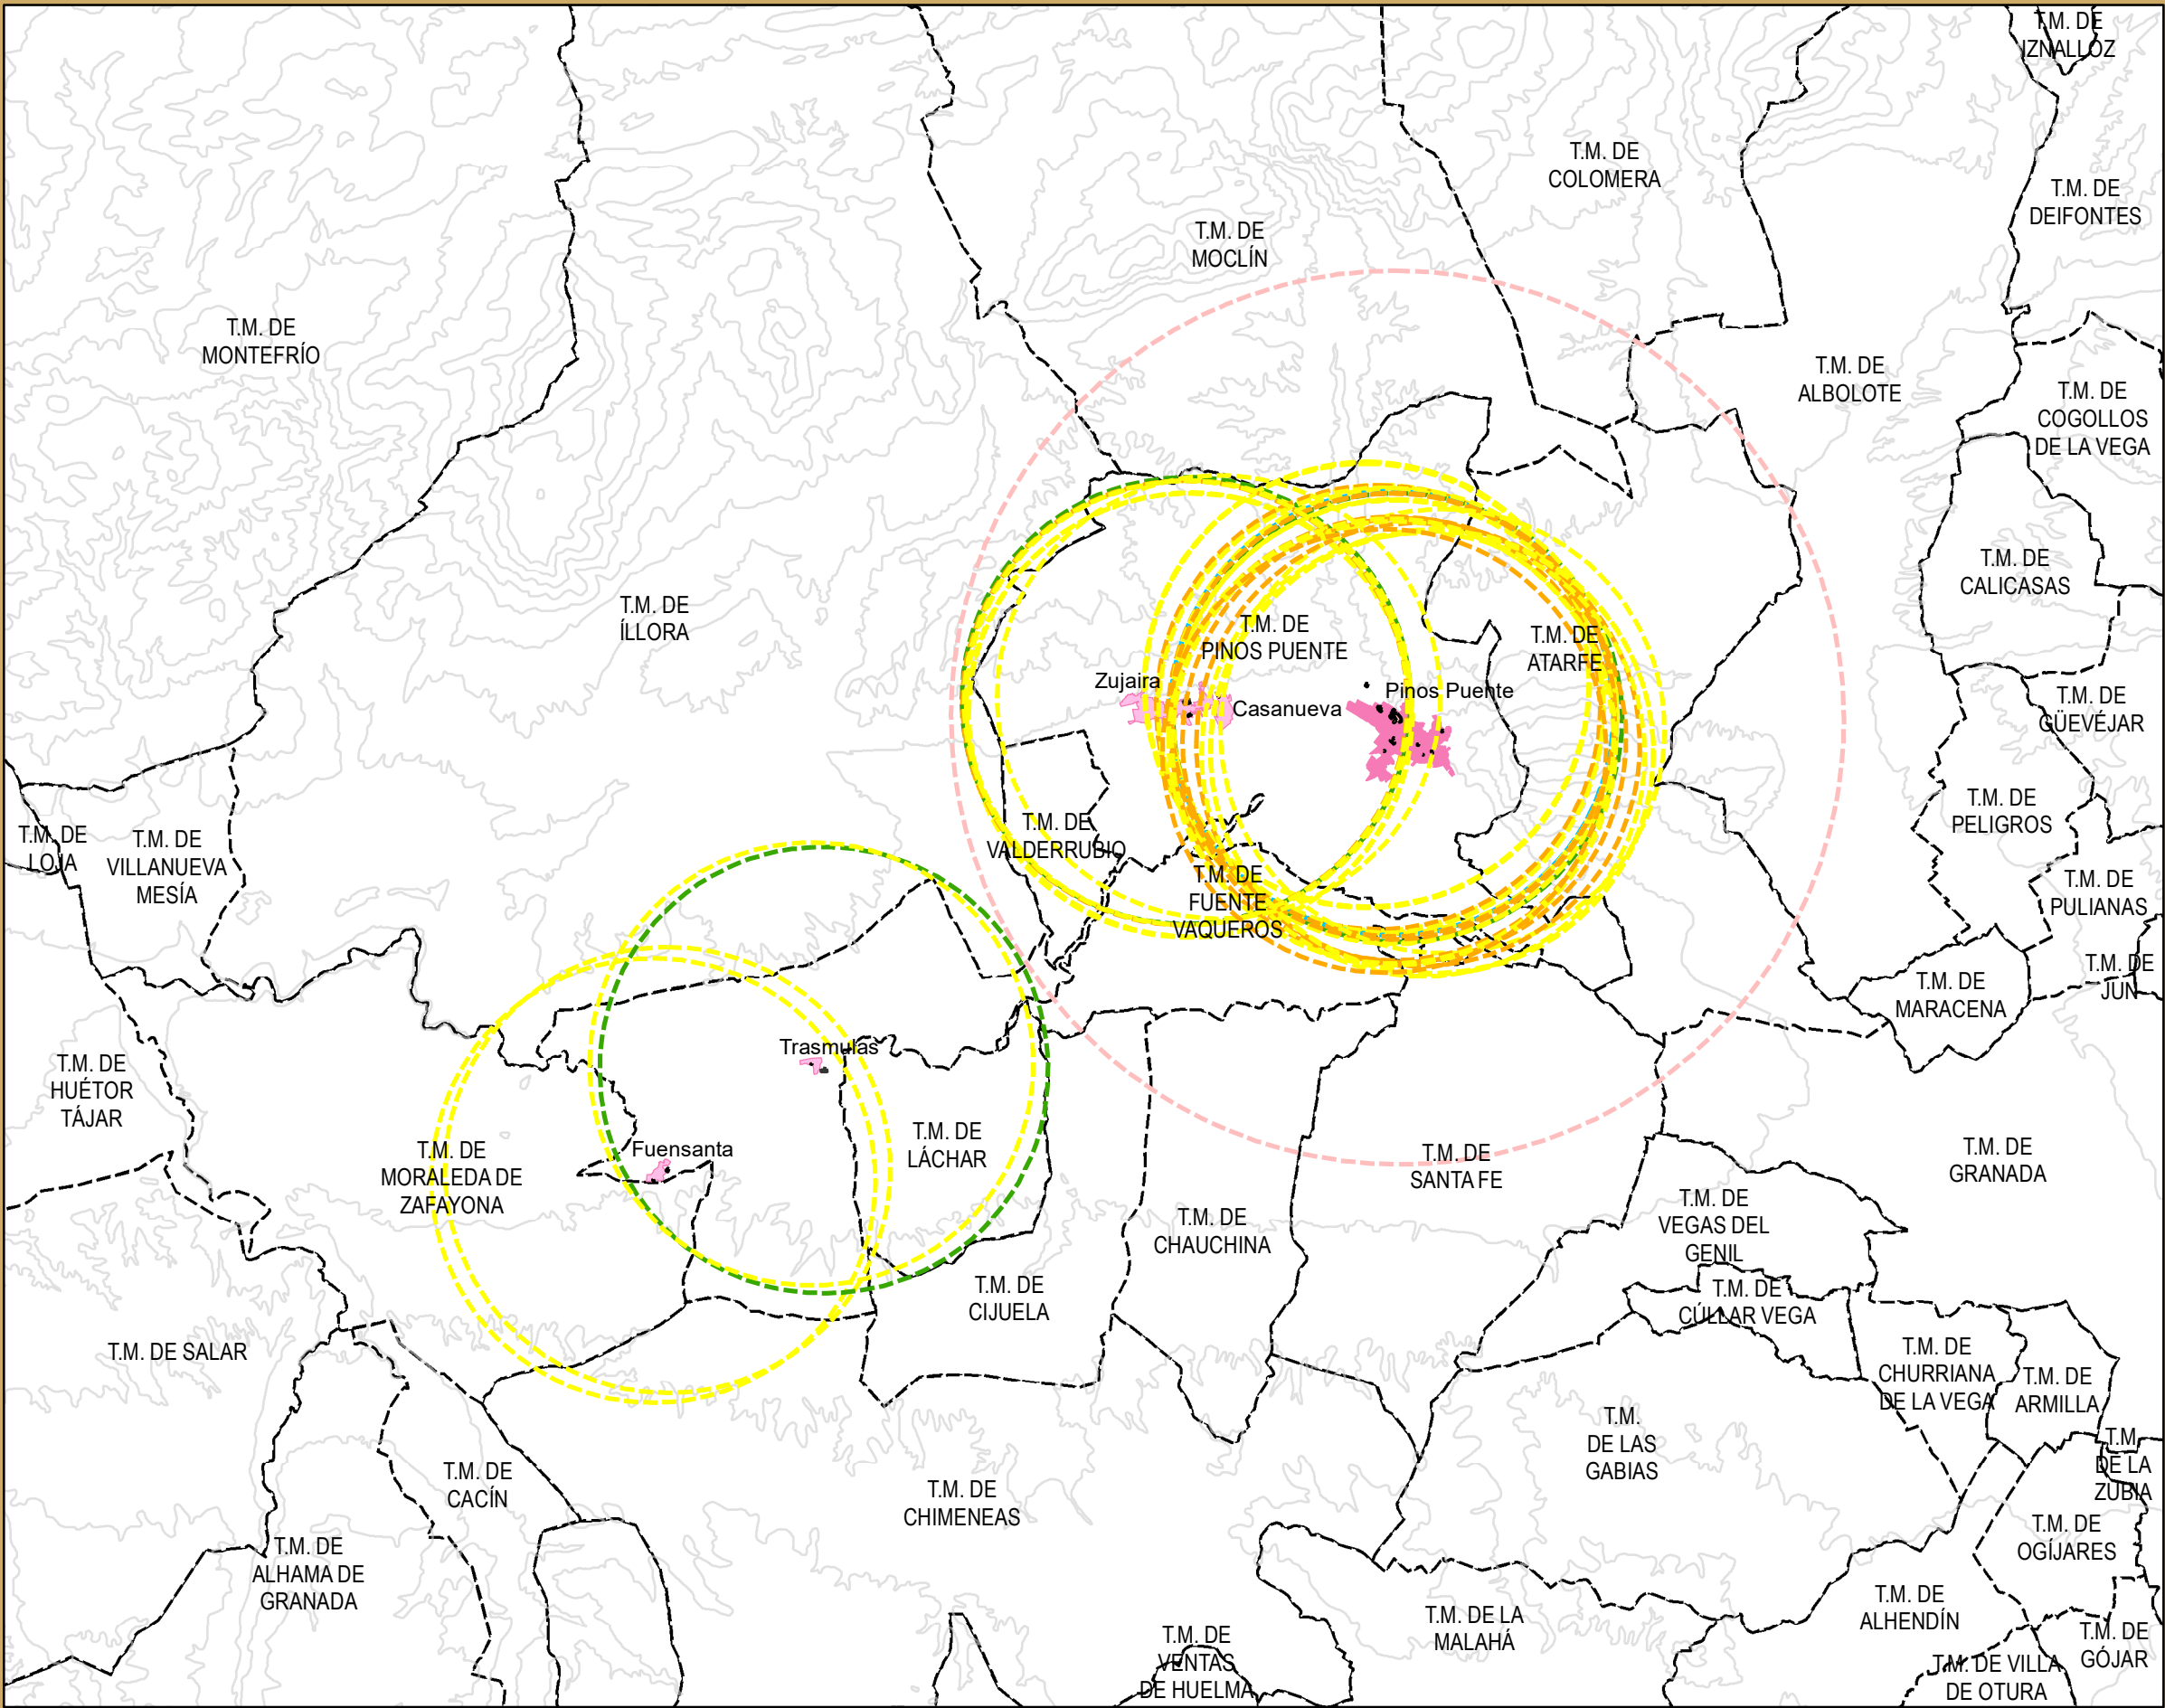 T.M. DE
IZNALLOZ
T.M. DE
COLOMERA
T.M. DE
DEIFONTES
T.M. DE
MOCLÍN
T.M. DE
MONTEFRÍO
T.M. DE
ALBOLOTE
T.M. DE
COGOLLOS
DE LA VEGA
T.M. DE
CALICASAS
T.M. DE
ÍLLORA
T.M. DE
PINOS PUENTE
T.M. DE
ATARFE
Zujaira
Casanueva
Pinos Puente
T.M. DE
GÜEVÉJAR
T.M. DE
PELIGROS
T.M. DE
LOJA
T.M. DE
VILLANUEVA
MESÍA
T.M. DE
VALDERRUBIO
T.M. DE
FUENTE
VAQUEROS
T.M. DE
PULIANAS
T.M. DE
JUN
T.M. DE
MARACENA
Trasmulas
T.M. DE
HUÉTOR
TÁJAR
Fuensanta
T.M. DE
LÁCHAR
T.M. DE
MORALEDA DE
ZAFAYONA
T.M. DE
SANTA FE
T.M. DE
GRANADA
T.M. DE
VEGAS DEL
GENIL
T.M. DE
CHAUCHINA
T.M. DE
CIJUELA
T.M. DE
CÚLLAR VEGA
T.M. DE SALAR
T.M. DE
CHURRIANA
DE LA VEGA
T.M. DE
ARMILLA
T.M.
DE LAS
GABIAS
T.M.
DE LA
ZUBIA
T.M. DE
CACÍN
T.M. DE
CHIMENEAS
T.M. DE
OGÍJARES
T.M. DE
ALHAMA DE
GRANADA
T.M. DE LA
MALAHÁ
T.M. DE
ALHENDÍN
T.M. DE
GÓJAR
T.M. DE
VENTAS
DE HUELMA
T.M. DE VILLA
DE OTURA